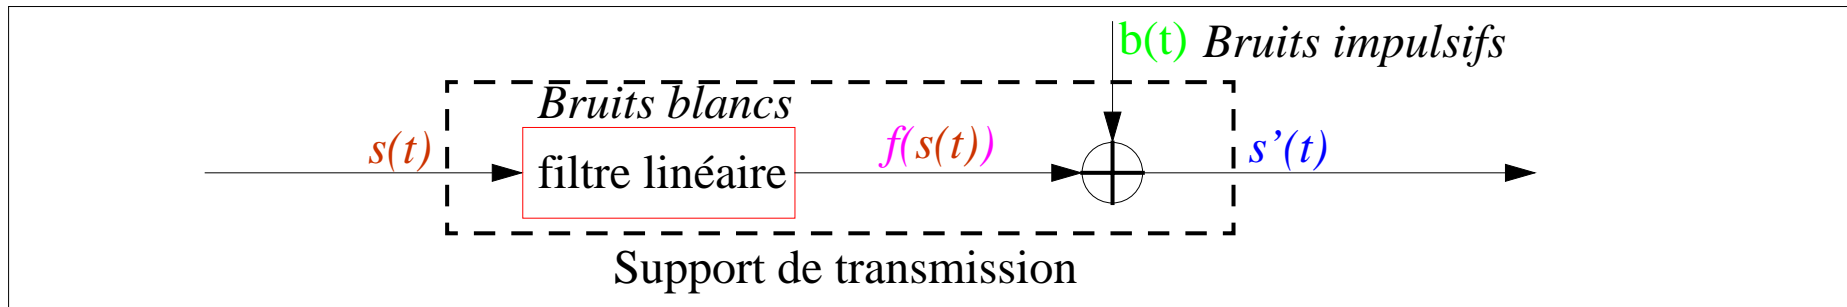 b(t) Bruits impulsifs
Bruits blancs
s(t)
filtre linéaire
f(s(t))
s’(t)
Support de transmission